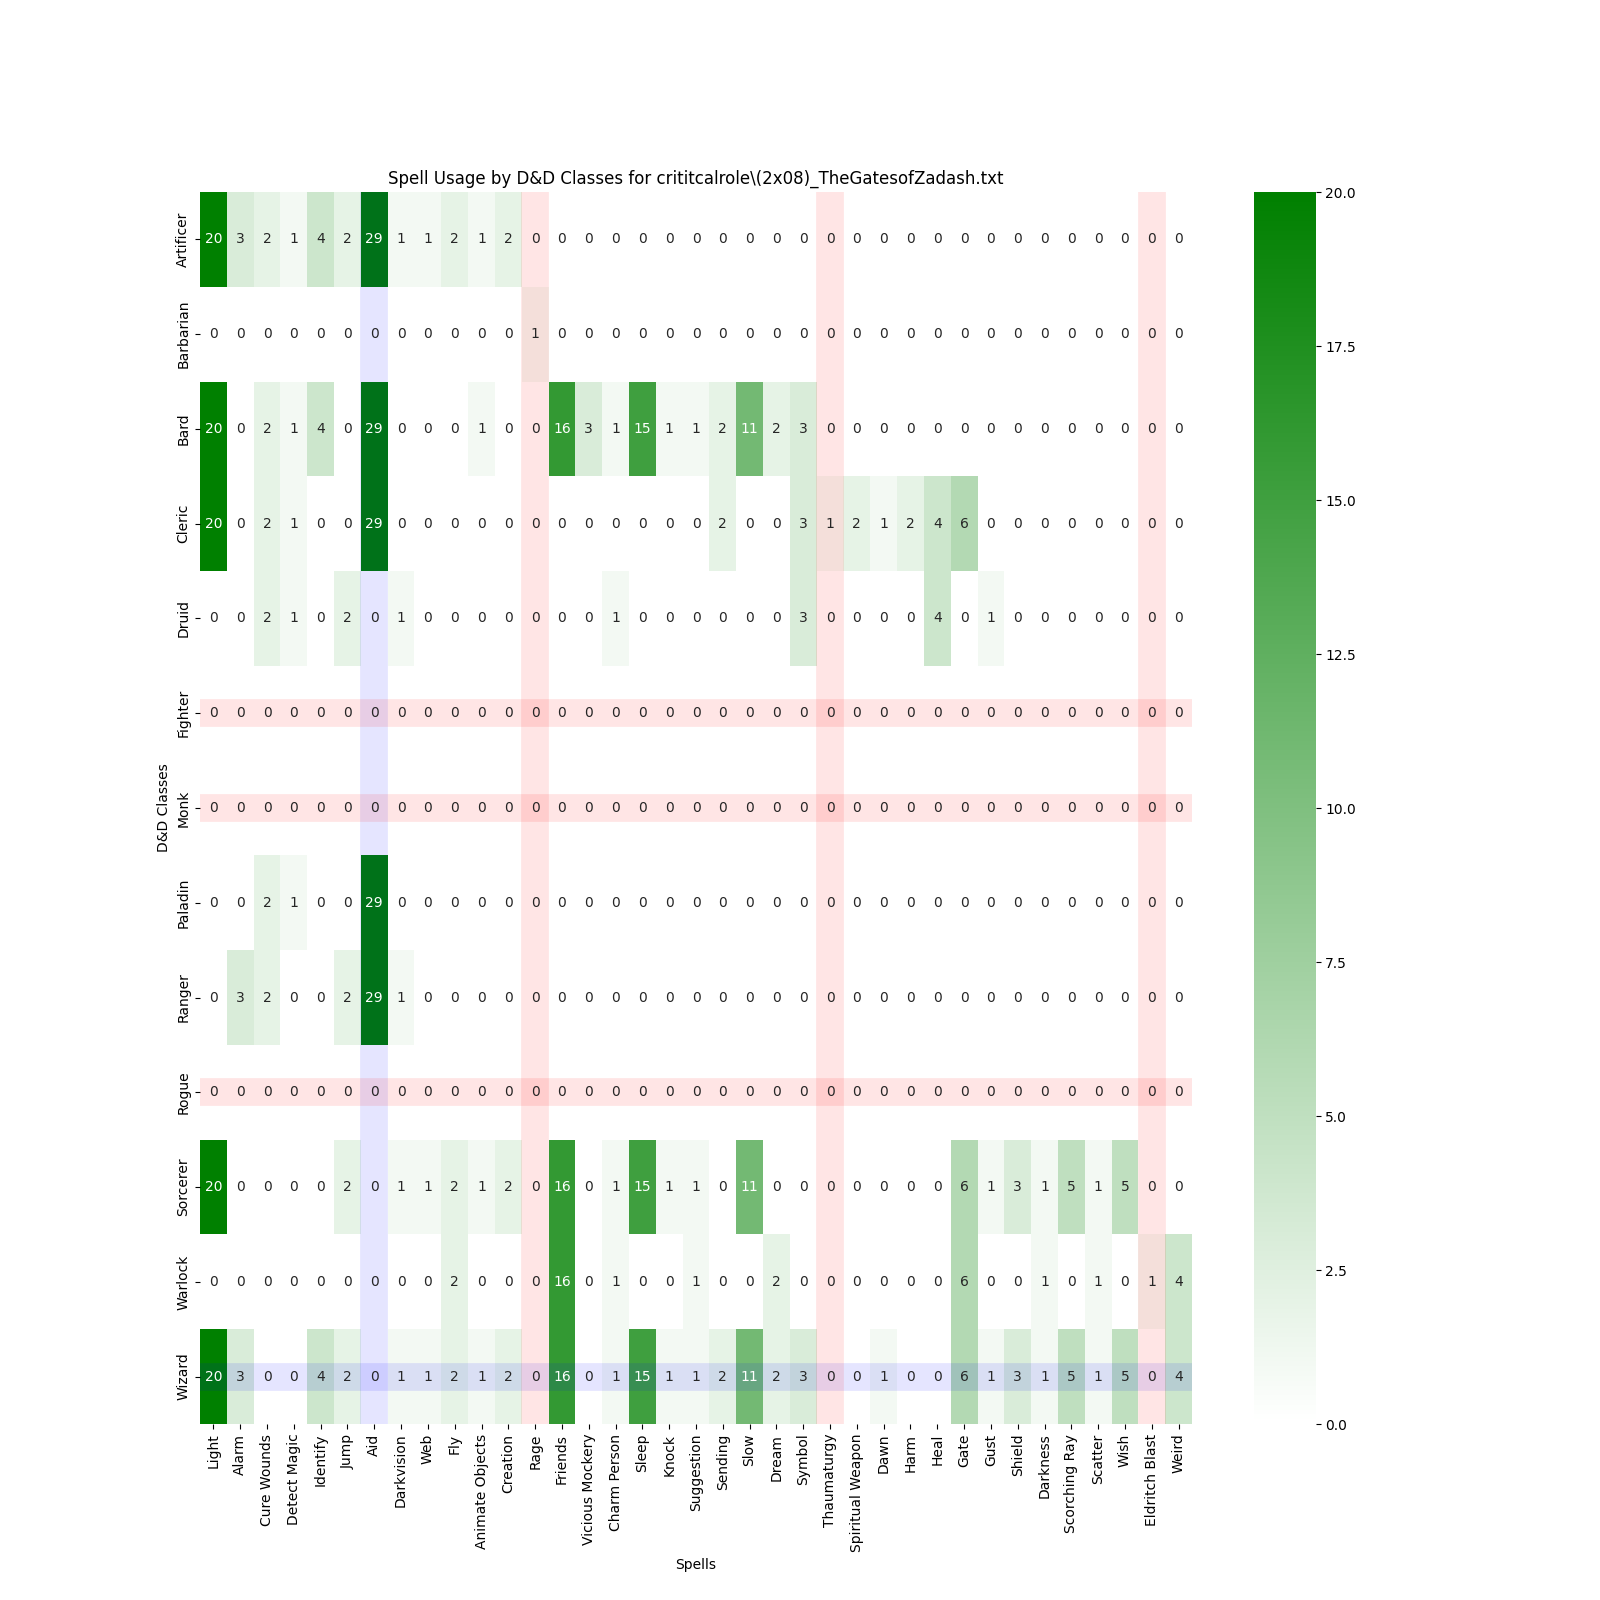 Spell Usage by D&D Classes for crititcalrole\(2x08)_TheGatesofZadash.txt
Artificer 20 3 2 1 4 2 29 1 1 2 1 2 0 0 0 0 0 0 0 0 0 0 0 0 0 0 0 0 0 0 0 0 0 0 0 0 0
Barbarian 0 0 0 0 0 0 0 0 0 0 0 0 1 0 0 0 0 0 0 0 0 0 0 0 0 0 0 0 0 0 0 0 0 0 0 0 0
Bard 20 0 2 1 4 0 29 0 0 0 1 0 0 16 3 1 15 1 1 2 11 2 3 0 0 0 0 0 0 0 0 0 0 0 0 0 0
Cleric 20 0 2 1 0 0 29 0 0 0 0 0 0 0 0 0 0 0 0 2 0 0 3 1 2 1 2 4 6 0 0 0 0 0 0 0 0
Druid 0 0 2 1 0 2 0 1 0 0 0 0 0 0 0 1 0 0 0 0 0 0 3 0 0 0 0 4 0 1 0 0 0 0 0 0 0
Fighter 0 0 0 0 0 0 0 0 0 0 0 0 0 0 0 0 0 0 0 0 0 0 0 0 0 0 0 0 0 0 0 0 0 0 0 0 0
Monk 0 0 0 0 0 0 0 0 0 0 0 0 0 0 0 0 0 0 0 0 0 0 0 0 0 0 0 0 0 0 0 0 0 0 0 0 0
Paladin 0 0 2 1 0 0 29 0 0 0 0 0 0 0 0 0 0 0 0 0 0 0 0 0 0 0 0 0 0 0 0 0 0 0 0 0 0
Ranger 0 3 2 0 0 2 29 1 0 0 0 0 0 0 0 0 0 0 0 0 0 0 0 0 0 0 0 0 0 0 0 0 0 0 0 0 0
Rogue 0 0 0 0 0 0 0 0 0 0 0 0 0 0 0 0 0 0 0 0 0 0 0 0 0 0 0 0 0 0 0 0 0 0 0 0 0
Sorcerer 20 0 0 0 0 2 0 1 1 2 1 2 0 16 0 1 15 1 1 0 11 0 0 0 0 0 0 0 6 1 3 1 5 1 5 0 0
Warlock 0 0 0 0 0 0 0 0 0 2 0 0 0 16 0 1 0 0 1 0 0 2 0 0 0 0 0 0 6 0 0 1 0 1 0 1 4
Wizard 20 3 0 0 4 2 0 1 1 2 1 2 0 16 0 1 15 1 1 2 11 2 3 0 0 1 0 0 6 1 3 1 5 1 5 0 4
D&D Classes
Light
Alarm
Cure Wounds
Detect Magic
Identify
Jump
Aid
Darkvision
Web
Fly
Animate Objects
Creation
Rage
Friends
Vicious Mockery
Charm Person
Sleep
Knock
Suggestion
Sending
Slow
Dream
Symbol
Thaumaturgy
Spiritual Weapon
Dawn
Harm
Heal
Gate
Gust
Shield
Darkness
Scorching Ray
Scatter
Wish
Eldritch Blast
Weird
Spells
20.0
17.5
15.0
12.5
10.0
7.5
5.0
2.5
0.0